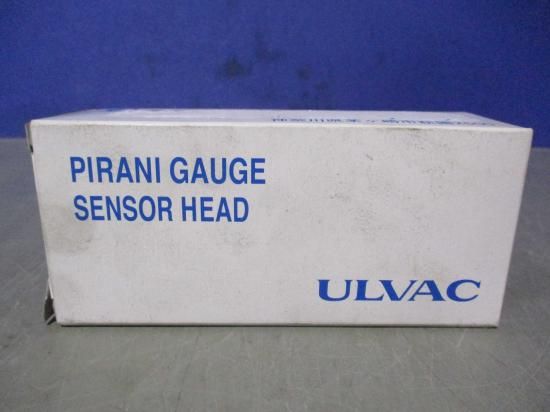 PIRANI GAUGE
SENSOR HEAD
ULVAC